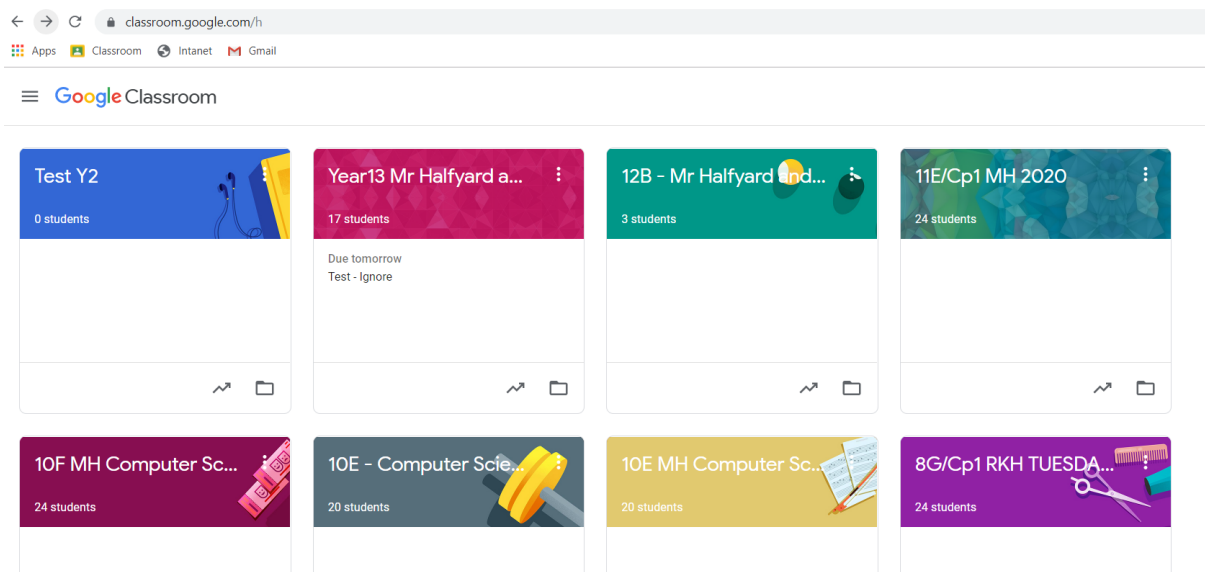 classroom.google.com/h
Apps Classroom Intanet Gmail
Google Classroom
Test Y2
0 students
Year13 Mr Halfyard a...
17 students
Due tomorrow
Test - Ignore
12B - Mr Halfyard and...
3 students
11E/Cp1 MH 2020
24 students
10F MH Computer Sc...
24 students
10E - Computer Scie...
20 students
10E MH Computer Sc...
20 students
8G/Cp1 RKH TUESDA...
24 students